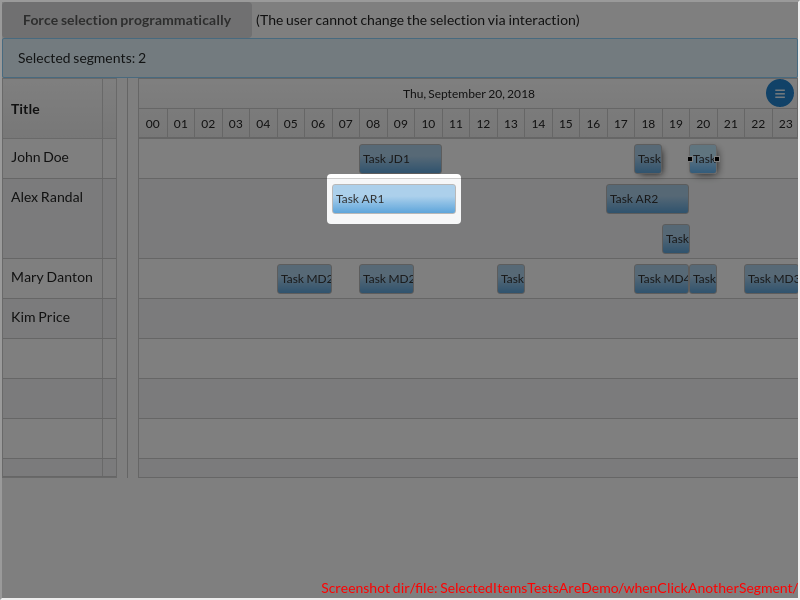 Force selection programmatically (The user cannot change the selection via interaction)
Selected segments: 2
Title
Thu, September 20, 2018
00 01 02 03 04 05 06 07 08 09 10 11 12 13 14 15 16 17 18 19 20 21 22 23
John Doe Task JD1 Task Task
Alex Randal Task AR1 Task AR2
Task
Mary Danton Task MD2 Task MD2 Task Task MD4 Task Task MD3
Kim Price
Screenshot dir/file: SelectedItemsTestsAreDemo/whenClickAnotherSegment/